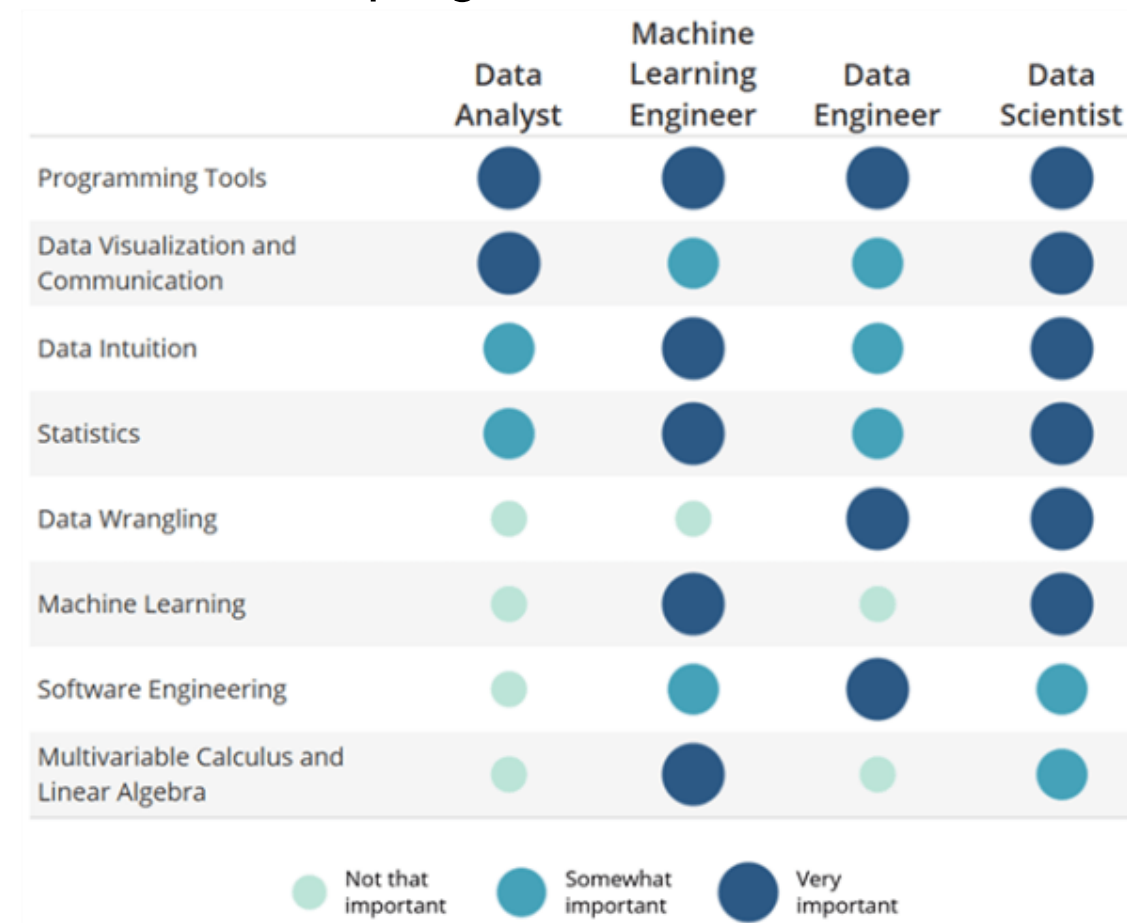 Machine
Data Learning Data Data
Analyst Engineer Engineer Scientist
Programming Tools
Data Visualization and
Communication
Data Intuition
Statistics
Data Wrangling
Machine Learning
Software Engineering
Multivariable Calculus and
Linear Algebra
Not that Somewhat Very
important important important